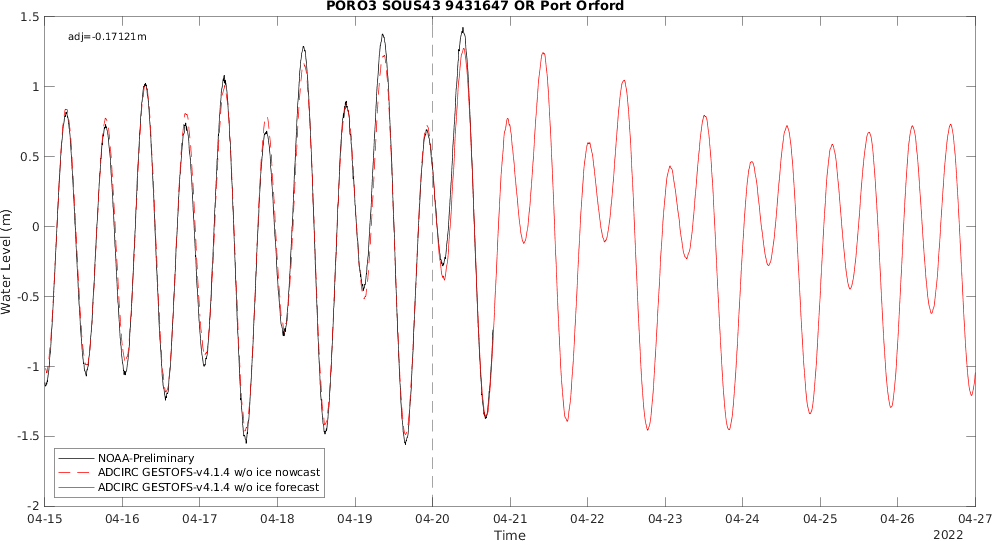 PORO3 SOUS43 9431647 OR Port Orford
adj=-0.17121m
Water Level (m)
1.5
1
0.5
0
-0.5
-1
-1.5
-2
NOAA-Preliminary
ADCIRC GESTOFS-v4.1.4 w/o ice nowcast
ADCIRC GESTOFS-v4.1.4 w/o ice forecast
04-15 04-16 04-17 04-18 04-19 04-20 04-21 04-22 04-23 04-24 04-25 04-26 04-27
Time
2022